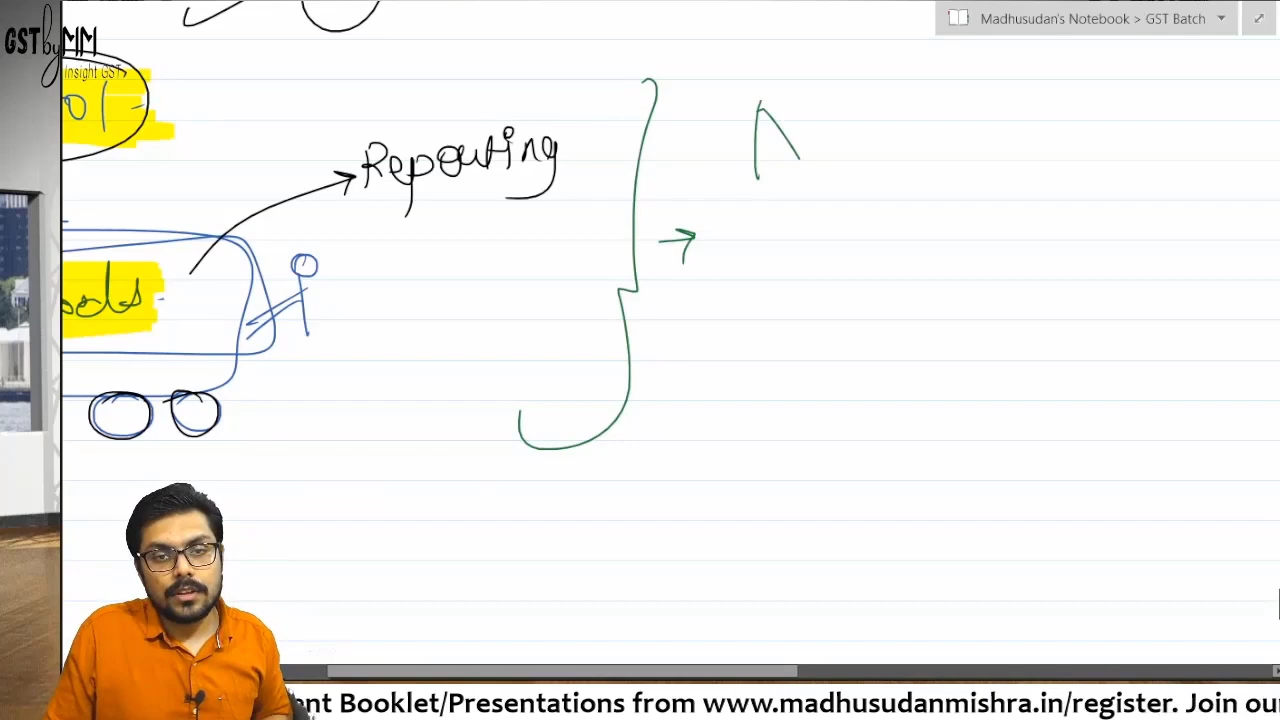 GST by MM
Insight GST
Madhusudan's Notebook > GST Batch
Reporting
nt Booklet/Presentations from www.madhusudanmishra.in/register. Join ou